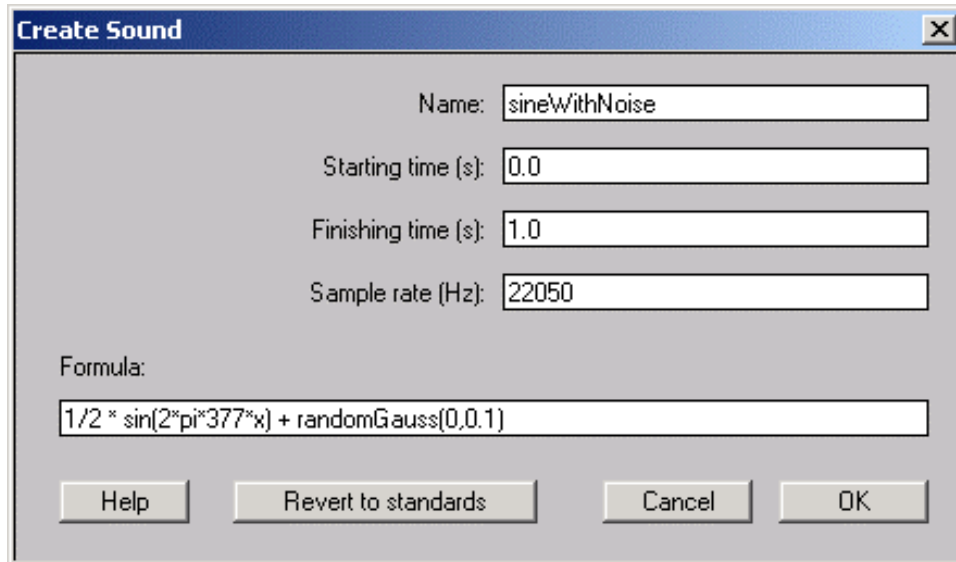 Create Sound
Name: sineWithNoise
Starting time (s): 0.0
Finishing time (s): 1.0
Sample rate (Hz): 22050
Formula:
1/2 * sin(2*pi*377*x) + randomGauss(0,0.1)
Help Revert to standards Cancel OK